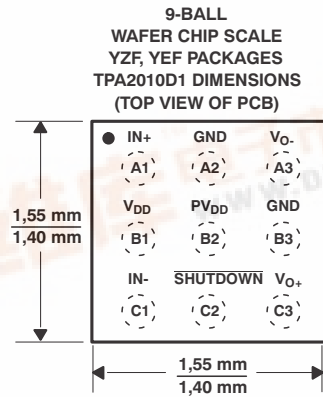 9-BALL
WAFER CHIP SCALE
YZF, YEF PACKAGES
TPA2010D1 DIMENSIONS
(TOP VIEW OF PCB)
IN+ GND VO-
A1 A2 A3
VDD PVDD GND
B1 B2 B3
IN- SHUTDOWN VO+
C1 C2 C3
1,55 mm
1,40 mm
1,55 mm
1,40 mm